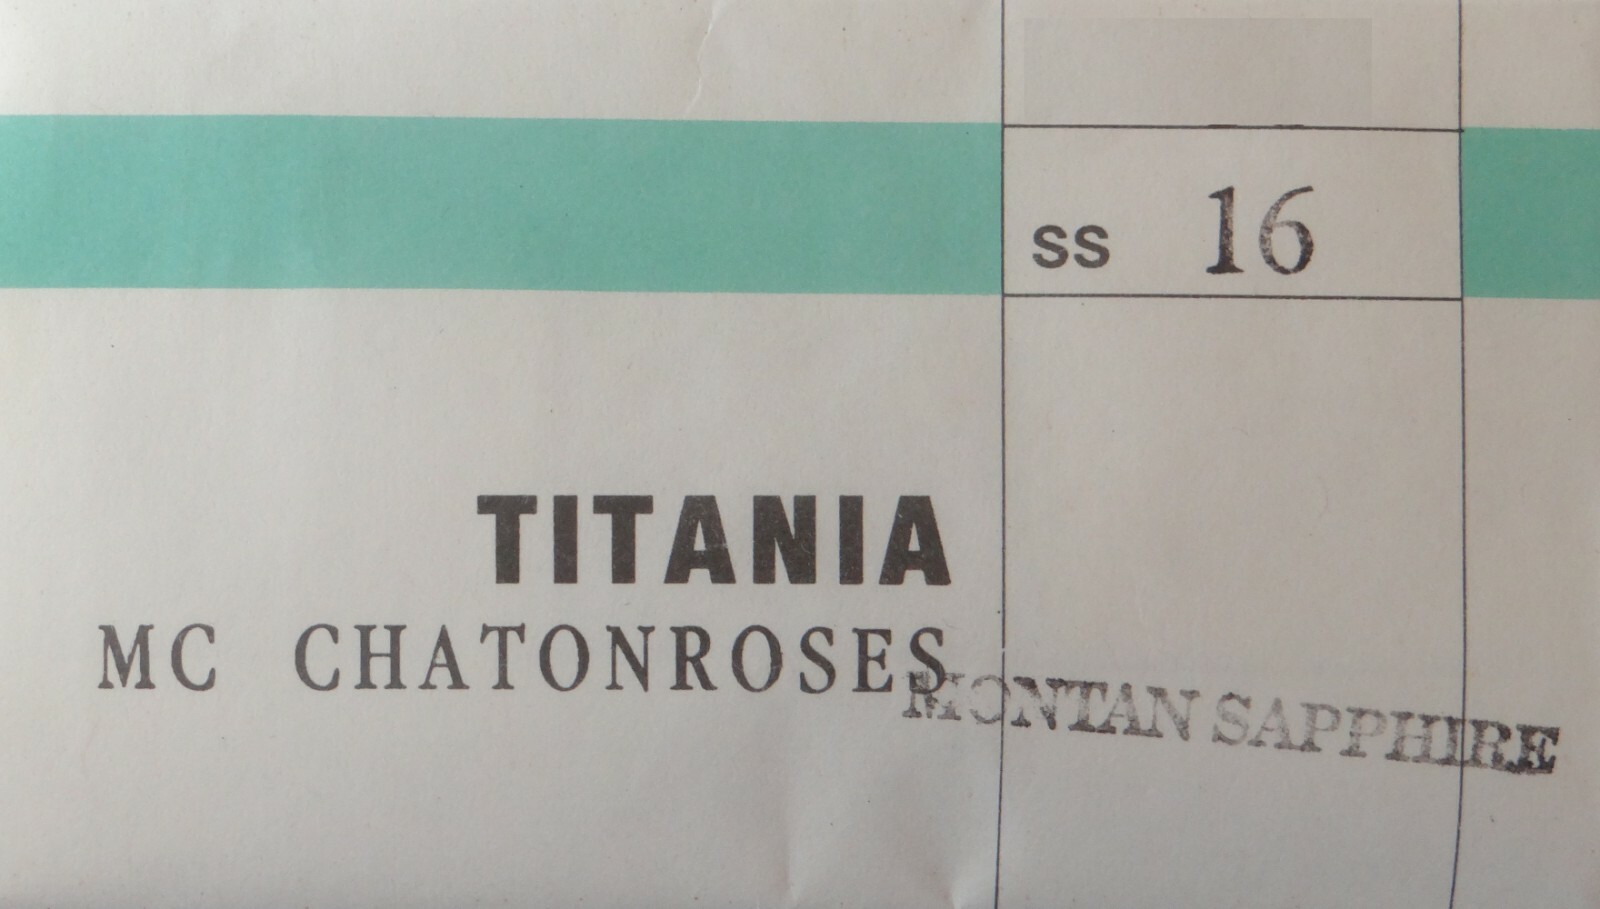 ss 16
TITANIA
MC CHATONROSES
MONTAN SAPPHIRE